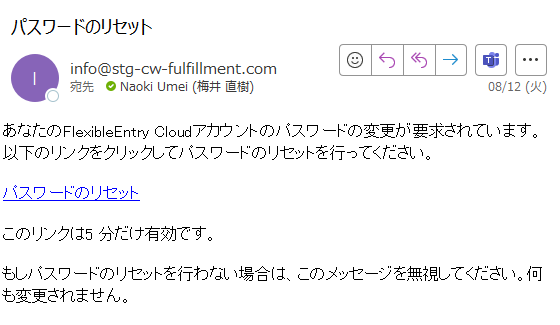 パスワードのリセット
I
info@stg-cw-fulfillment.com
宛先 Naoki Umei (梅井 直樹)
08/12 (火)
あなたのFlexibleEntry Cloudアカウントのパスワードの変更が要求されています。
以下のリンクをクリックしてパスワードのリセットを行ってください。
パスワードのリセット
このリンクは5 分だけ有効です。
もしパスワードのリセットを行わない場合は、このメッセージを無視してください。何
も変更されません。